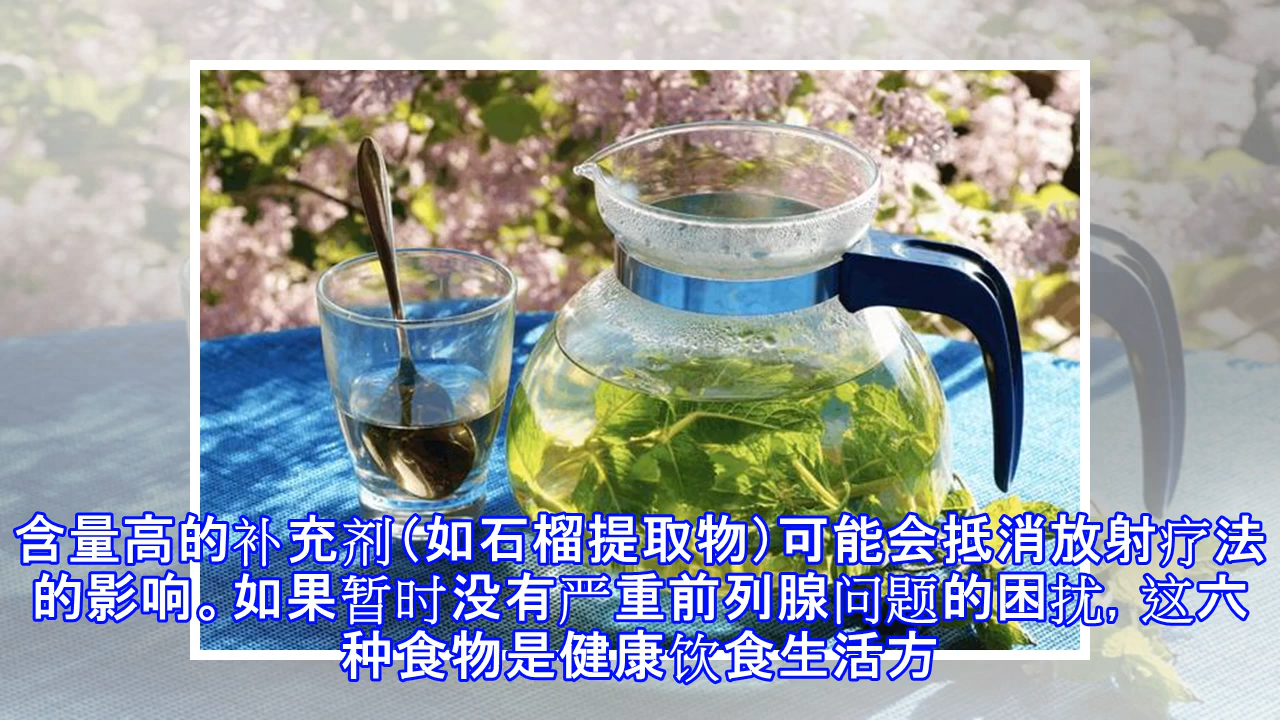 含量高的补充剂(如石榴提取物)可能会抵消放射疗法
的影响。如果暂时没有严重前列腺问题的困扰,这六
种食物是健康饮食生活方